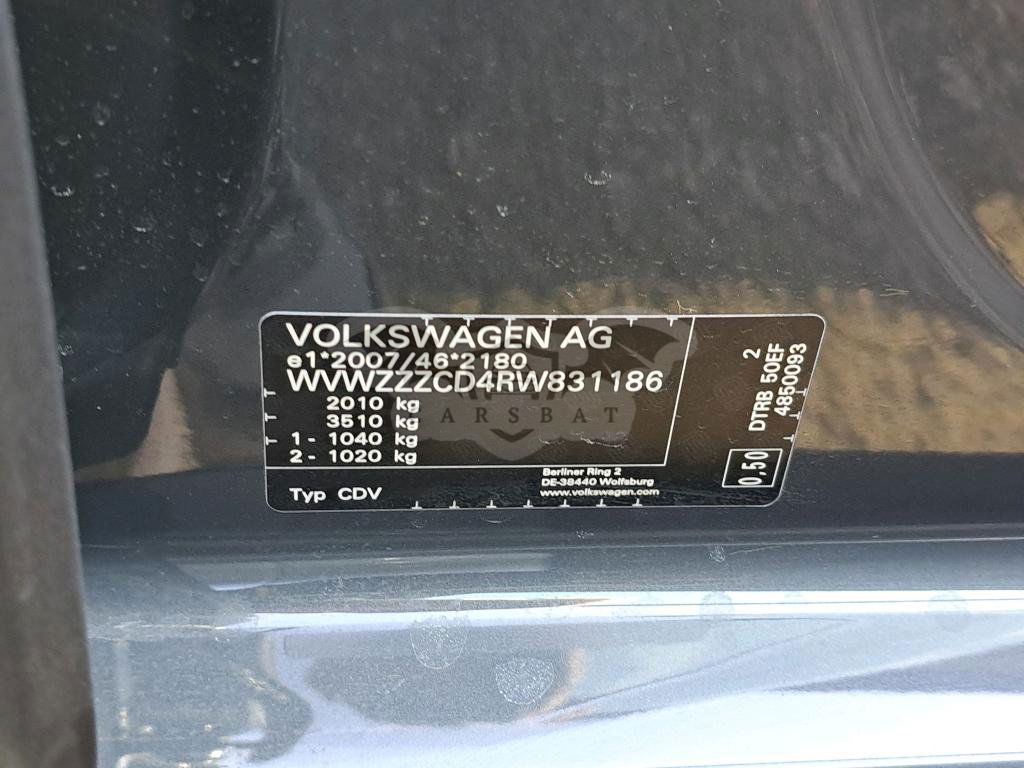 VOLKSWAGEN AG
e1*2007/46*2180
WVWZZZCD4RW831186
2010 kg
3510 kg
1 - 1040 kg
2 - 1020 kg
Typ CDV
Berliner Ring 2
DE-38440 Wolfsburg
www.volkswagen.com
2
DTRB 50EF
4850093
0,50
ARSBAT